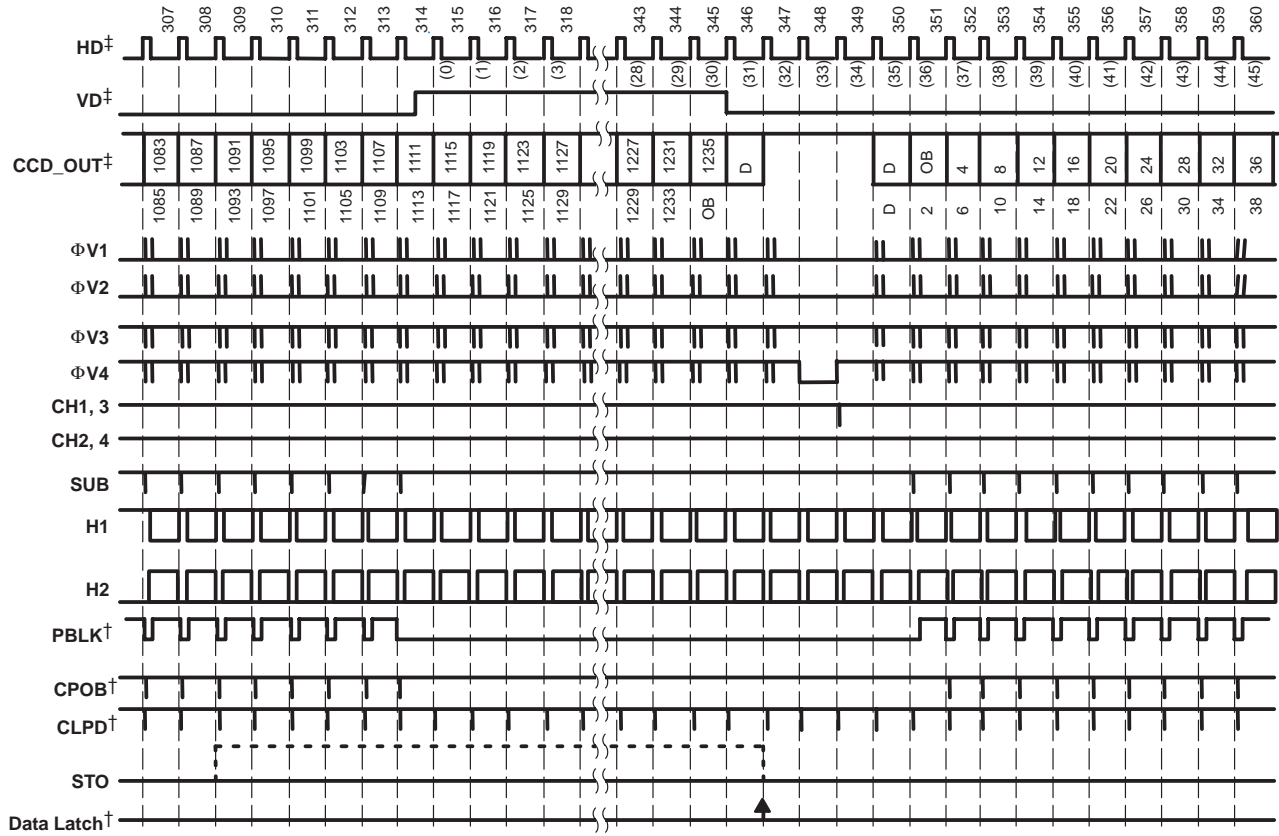 307 308 309 310 311 312 313 314 315 316 317 318 343 344 345 346 347 348 349 350 351 352 353 354 355 356 357 358 359 360
HD‡
(0) (1) (2) (3) (28) (29) (30) (31) (32) (33) (34) (35) (36) (37) (38) (39) (40) (41) (42) (43) (44) (45)
VD‡
CCD_OUT‡ 1083 1087 1091 1095 1099 1103 1107 1111 1115 1119 1123 1127 1227 1231 1235 D D OB 4 8 12 16 20 24 28 32 36
1085 1089 1093 1097 1101 1105 1109 1113 1117 1121 1125 1129 1229 1233 OB D 2 6 10 14 18 22 26 30 34 38
ΦV1
ΦV2
ΦV3
ΦV4
CH1, 3
CH2, 4
SUB
H1
H2
PBLK†
CPOB†
CLPD†
STO
Data Latch†